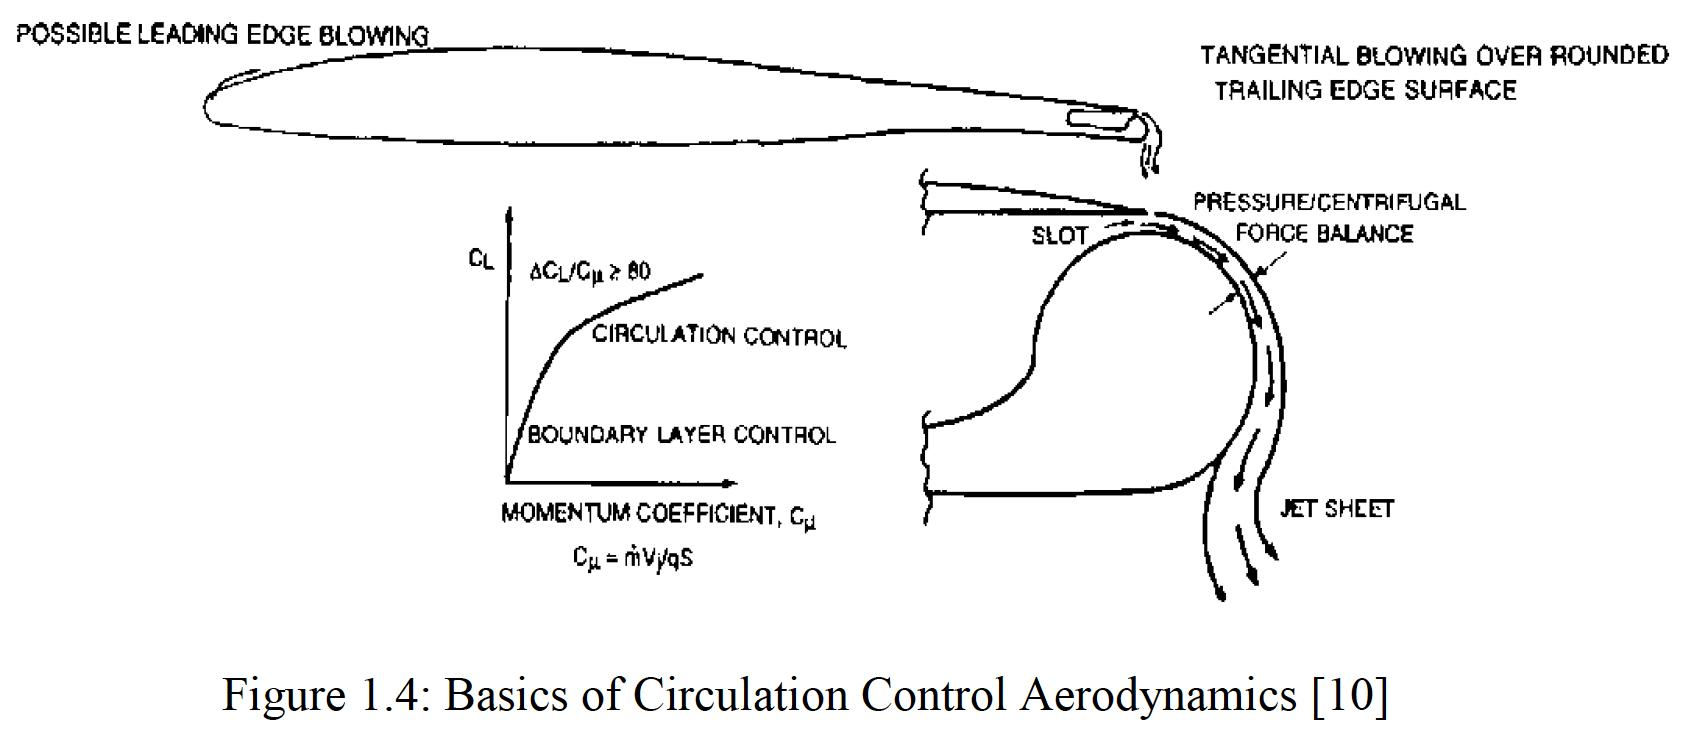 POSSIBLE LEADING EDGE BLOWING
TANGENTIAL BLOWING OVER ROUNDED
TRAILING EDGE SURFACE
PRESSURE/CENTRIFUGAL
FORCE BALANCE
SLOT
CL
ΔCL/Cμ ≥ 80
CIRCULATION CONTROL
BOUNDARY LAYER CONTROL
MOMENTUM COEFFICIENT, Cμ
Cμ = ṁVj/qS
JET SHEET
Figure 1.4: Basics of Circulation Control Aerodynamics [10]